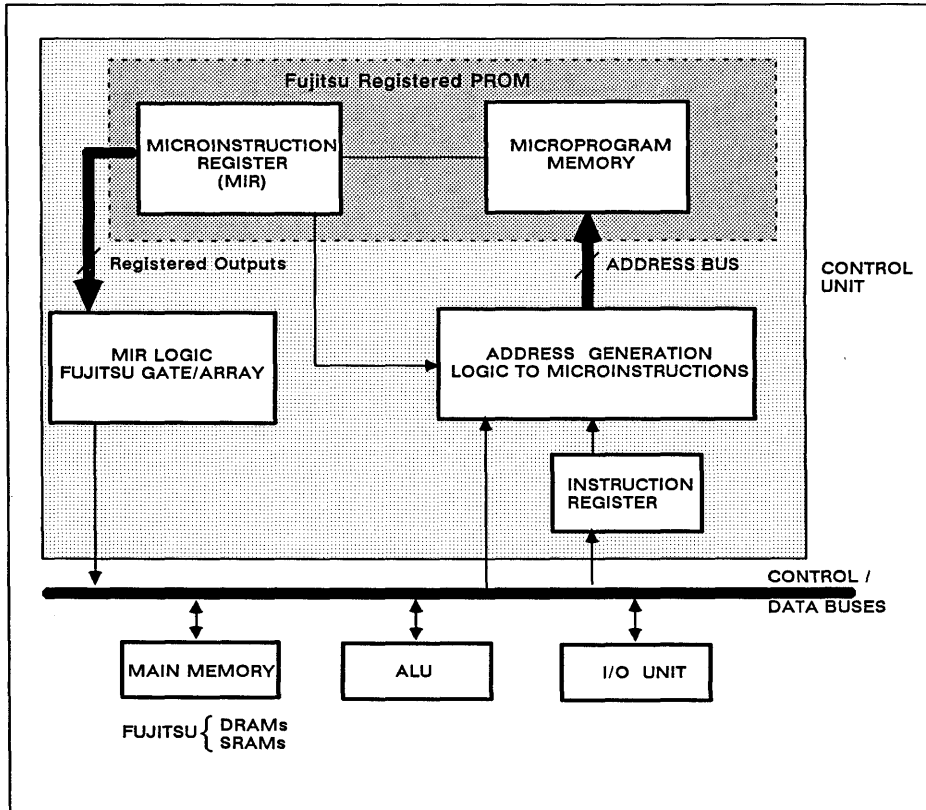 Fujitsu Registered PROM
MICROINSTRUCTION
REGISTER
(MIR)
MICROPROGRAM
MEMORY
Registered Outputs
ADDRESS BUS
CONTROL
UNIT
MIR LOGIC
FUJITSU GATE/ARRAY
ADDRESS GENERATION
LOGIC TO MICROINSTRUCTIONS
INSTRUCTION
REGISTER
CONTROL /
DATA BUSES
MAIN MEMORY
ALU
I/O UNIT
FUJITSU { DRAMs
SRAMs